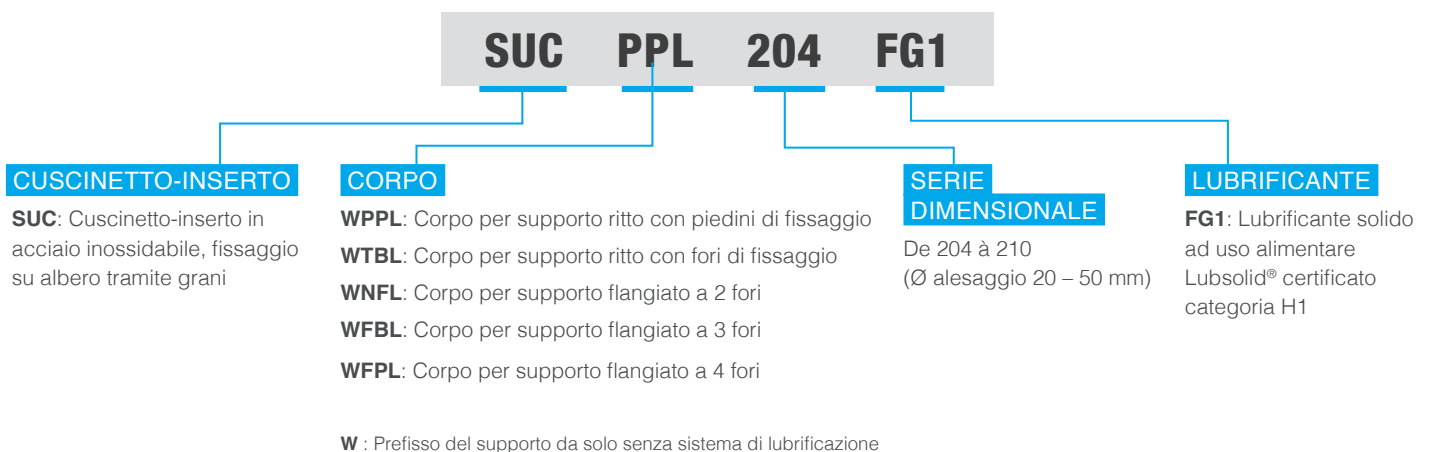 SUC PPL 204 FG1
CUSCINETTO-INSERTO
SUC: Cuscinetto-inserto in
acciaio inossidabile, fissaggio
su albero tramite grani
CORPO
WPPL: Corpo per supporto ritto con piedini di fissaggio
WTBL: Corpo per supporto ritto con fori di fissaggio
WNFL: Corpo per supporto flangiato a 2 fori
WFBL: Corpo per supporto flangiato a 3 fori
WFPL: Corpo per supporto flangiato a 4 fori
W : Prefisso del supporto da solo senza sistema di lubrificazione
SERIE
DIMENSIONALE
De 204 à 210
(Ø alesaggio 20 – 50 mm)
LUBRIFICANTE
FG1: Lubrificante solido
ad uso alimentare
Lubsolid® certificato
categoria H1